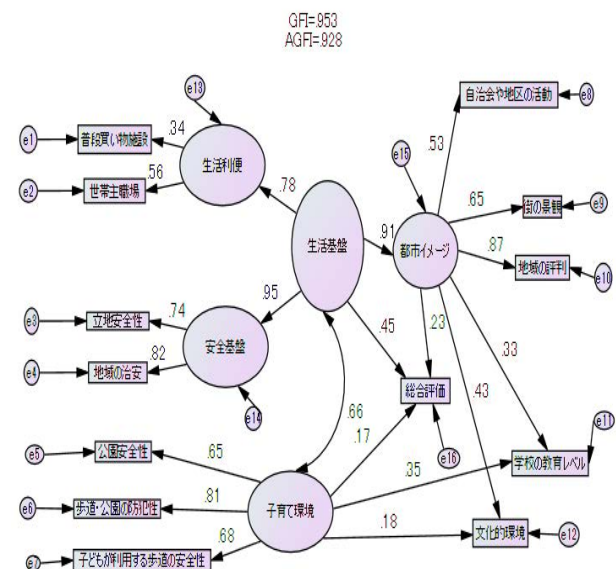 GFI=.953
AGFI=.928
e13
e8
自治会や地区の活動
e1
普段買い物施設
.34
生活利便
.53
e15
e2
世帯主職場
.56
.78
.65
街の景観
e9
生活基盤
.91
都市イメージ
.87
地域の評判
e10
.95
e3
立地安全性
.74
安全基盤
.45
.23
.33
e4
地域の治安
.82
総合評価
.43
e14
.66
e11
e5
公園安全性
.65
.17
e16
学校の教育レベル
.35
e6
歩道・公園の防犯性
.81
子育て環境
.18
文化的環境
e12
.68
e7
子どもが利用する歩道の安全性